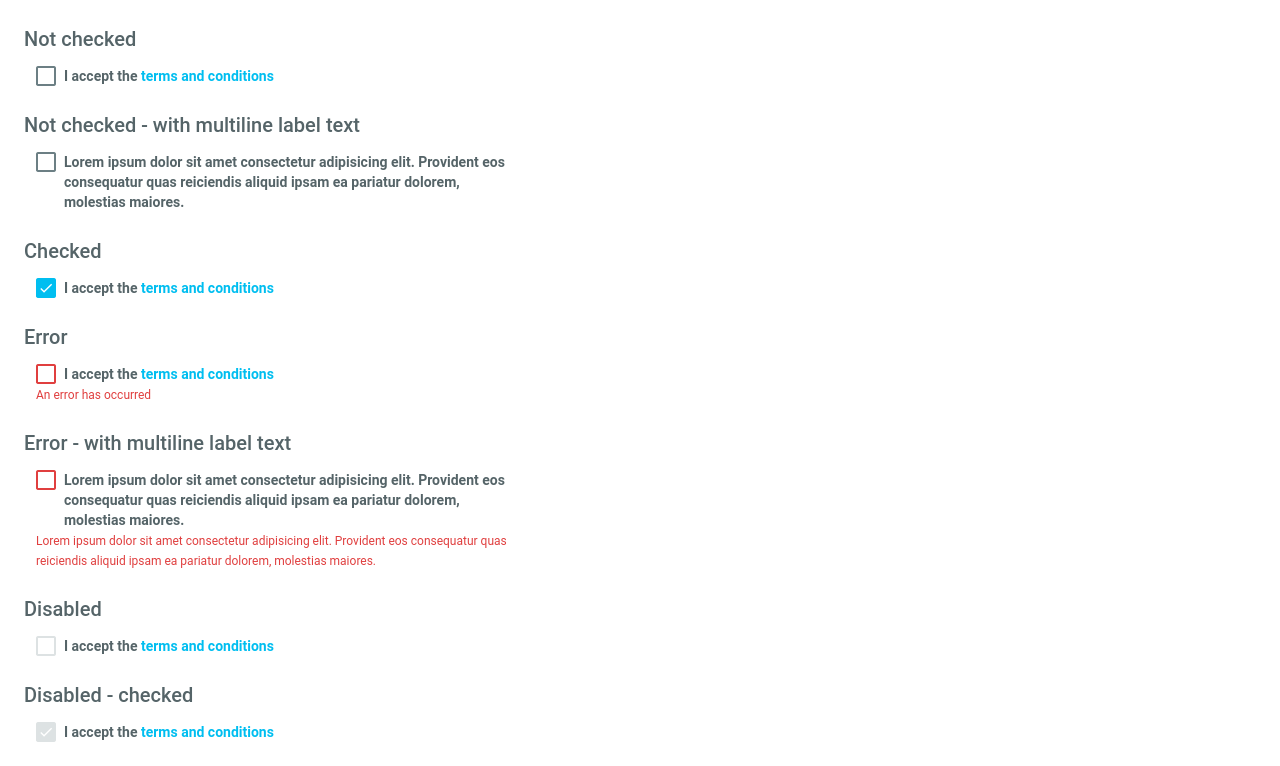 Not checked
I accept the terms and conditions
Not checked - with multiline label text
Lorem ipsum dolor sit amet consectetur adipisicing elit. Provident eos
consequatur quas reiciendis aliquid ipsam ea pariatur dolorem,
molestias maiores.
Checked
I accept the terms and conditions
Error
I accept the terms and conditions
An error has occurred
Error - with multiline label text
Lorem ipsum dolor sit amet consectetur adipisicing elit. Provident eos
consequatur quas reiciendis aliquid ipsam ea pariatur dolorem,
molestias maiores.
Lorem ipsum dolor sit amet consectetur adipisicing elit. Provident eos consequatur quas
reiciendis aliquid ipsam ea pariatur dolorem, molestias maiores.
Disabled
I accept the terms and conditions
Disabled - checked
I accept the terms and conditions